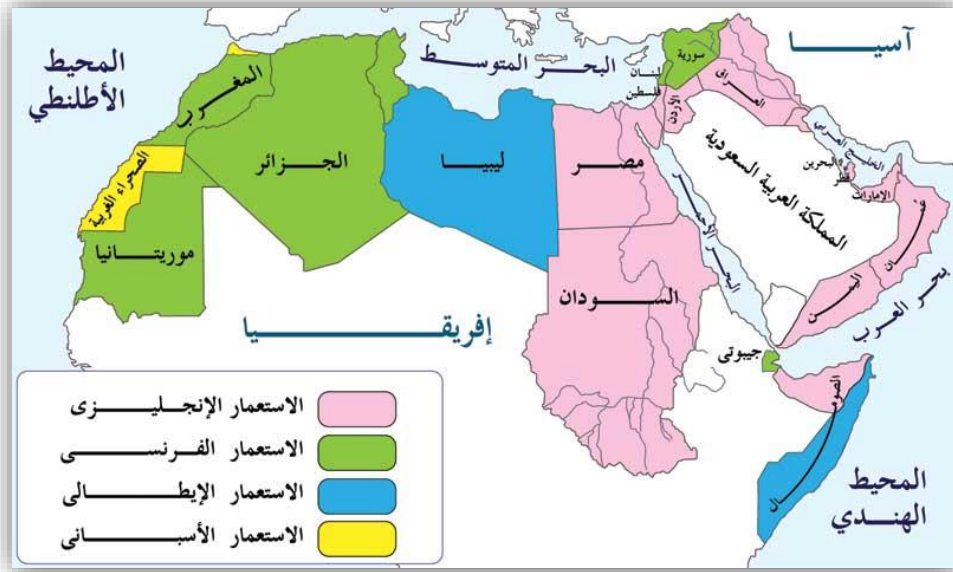 آسيا
المحيط
الأطلنطي
البحر المتوسط
سورية
لبنان
فلسطين
العراق
الأردن
المغرب
الصحراء الغربية
الجزائر
ليبيا
مصر
الخليج العربى
البحرين
قطر
الإمارات
المملكة العربية السعودية
البحر الأحمر
عمان
موريتانيا
السودان
اليمن
بحر العرب
إفريقيا
جيبوتى
الصومال
المحيط
الهندي
الاستعمار الإنجليزى
الاستعمار الفرنسى
الاستعمار الإيطالى
الاستعمار الأسبانى